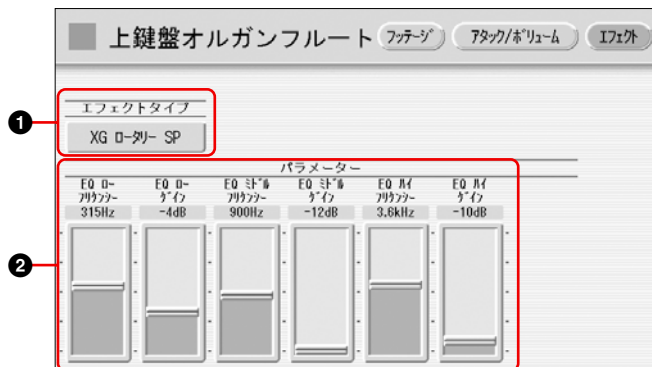 上鍵盤オルガンフルート ﾌｯﾃｰｼﾞ ｱﾀｯｸ/ﾎﾞﾘｭｰﾑ ｴﾌｪｸﾄ
❶
エフェクトタイプ
XG ﾛｰﾀﾘｰ SP
パラメーター
EQ ﾛｰ EQ ﾛｰ EQ ﾐﾄﾞﾙ EQ ﾐﾄﾞﾙ EQ ﾊｲ EQ ﾊｲ
ﾌﾘｹﾝｼｰ ｹﾞｲﾝ ﾌﾘｹﾝｼｰ ｹﾞｲﾝ ﾌﾘｹﾝｼｰ ｹﾞｲﾝ
315Hz -4dB 900Hz -12dB 3.6kHz -10dB
❷